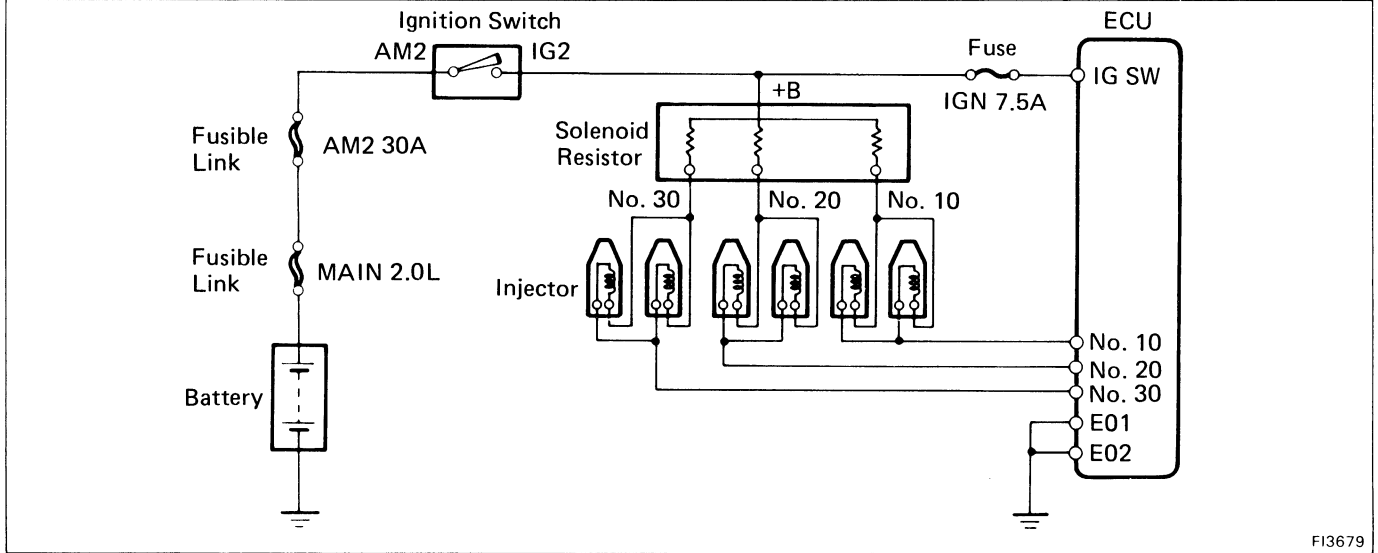 Ignition Switch
AM2
IG2
ECU
Fuse
IG SW
IGN 7.5A
+B
Fusible
Link
AM2 30A
Solenoid
Resistor
No. 30
No. 20
No. 10
Fusible
Link
MAIN 2.0L
Injector
No. 10
No. 20
No. 30
Battery
E01
E02
FI3679